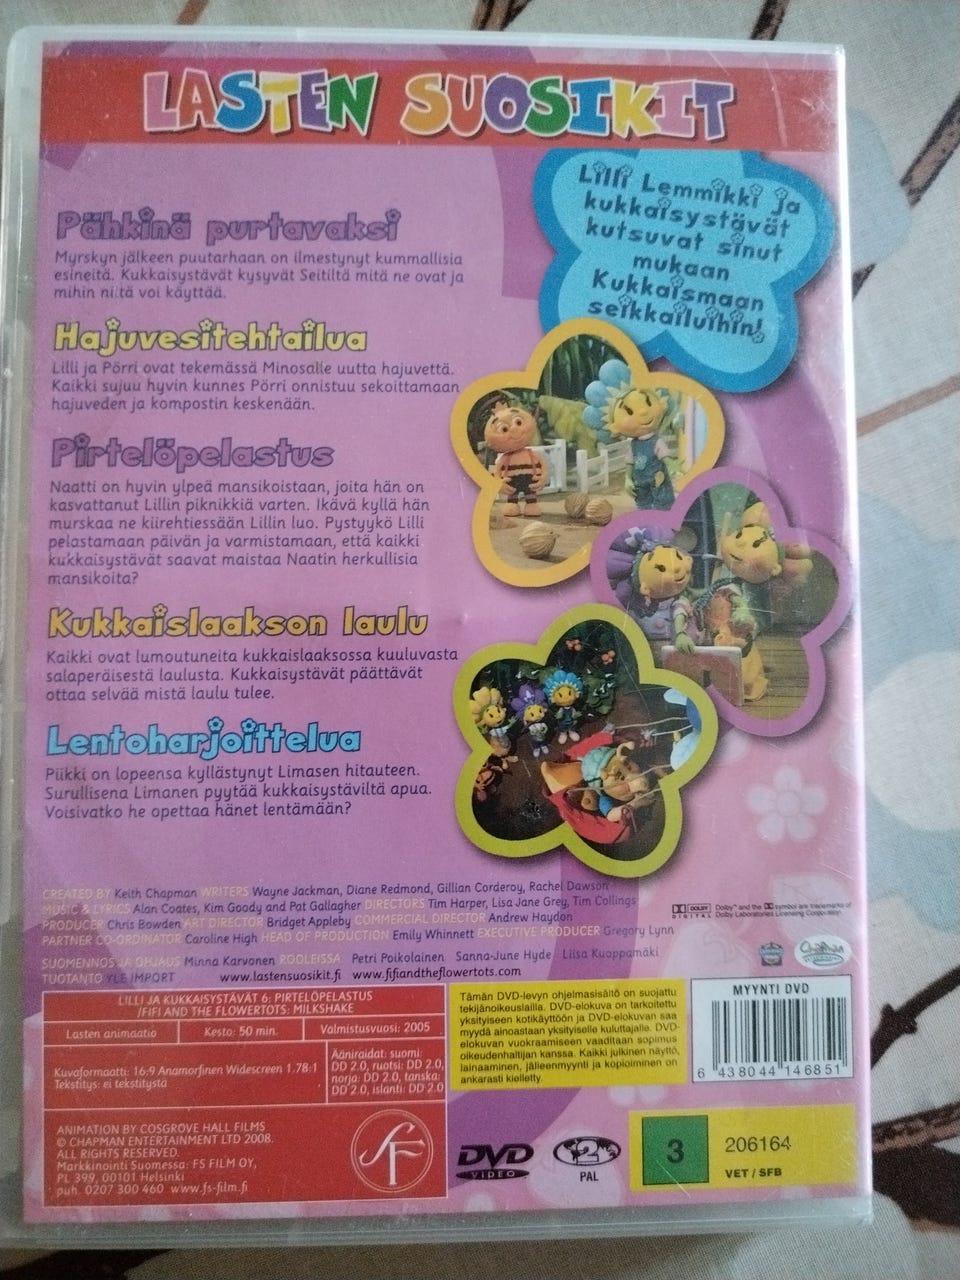 LASTEN SUOSIKIT
Lilli Lemmikki ja
kukkaisystävät
kutsuvat sinut
mukaan
Kukkaismaan
seikkailuihin!
Pähkinä purtavaksi
Myrskyn jälkeen puutarhaan on ilmestynyt kummallisia
esineitä. Kukkaisystävät kysyvät Seitiltä mitä ne ovat ja
mihin niitä voi käyttää.
Hajuvesitehtailua
Lilli ja Pörri ovat tekemässä Minosalle uutta hajuvettä.
Kaikki sujuu hyvin kunnes Pörri onnistuu sekoittamaan
hajuveden ja kompostin keskenään.
Pirtelöpelastus
Naatti on hyvin ylpeä mansikoistaan, joita hän on
kasvattanut Lillin piknikkiä varten. Ikävä kyllä hän
murskaa ne kiirehtiessään Lillin luo. Pystyykö Lilli
pelastamaan päivän ja varmistamaan, että kaikki
kukkaisystävät saavat maistaa Naatin herkullisia
mansikoita?
Kukkaislaakson laulu
Kaikki ovat lumoutuneita kukkaislaaksossa kuuluvasta
salaperäisestä laulusta. Kukkaisystävät päättävät
ottaa selvää mistä laulu tulee.
Lentoharjoittelua
Piikki on lopeensa kyllästynyt Limasen hitauteen.
Surullisena Limanen pyytää kukkaisystäviltä apua.
Voisivatko he opettaa hänet lentämään?
CREATED BY Keith Chapman WRITERS Wayne Jackman, Diane Redmond, Gillian Corderoy, Rachel Dawson
MUSIC & LYRICS Alan Coates, Kim Goody and Pat Gallagher DIRECTORS Tim Harper, Lisa Jane Grey, Tim Collings
PRODUCER Chris Bowden ART DIRECTOR Bridget Appleby COMMERCIAL DIRECTOR Andrew Haydon
PARTNER CO-ORDINATOR Caroline High HEAD OF PRODUCTION Emily Whinnett EXECUTIVE PRODUCER Gregory Lynn
SUOMENNOS JA OHJAUS Minna Karvonen ROOLEISSA Petri Poikolainen Sanna-June Hyde Liisa Kuoppamäki
TUOTANTO YLE IMPORT www.lastensuosikit.fi www.fifiandtheflowertots.com
DOLBY DIGITAL
Dolby™ and the symbol are trademarks of
Dolby Laboratories Licensing Corporation.
Chapman
LILLI JA KUKKAISYSTÄVÄT 6: PIRTELÖPELASTUS
/FIFI AND THE FLOWERTOTS: MILKSHAKE
Lasten animaatio Kesto: 50 min. Valmistusvuosi: 2005
Kuvaformaatti: 16:9 Anamorfinen Widescreen 1.78:1
Tekstitys: ei tekstitystä
Ääniraidat: suomi:
DD 2.0, ruotsi: DD 2.0,
norja: DD 2.0, tanska:
DD 2.0, islanti: DD 2.0
ANIMATION BY COSGROVE HALL FILMS
© CHAPMAN ENTERTAINMENT LTD 2008.
ALL RIGHTS RESERVED.
Markkinointi Suomessa: FS FILM OY,
PL 399, 00101 Helsinki
puh. 0207 300 460 www.fs-film.fi
SF
Tämän DVD-levyn ohjelmasisältö on suojattu
tekijänoikeuslailla. DVD-elokuva on tarkoitettu
yksityiseen kotikäyttöön ja DVD-elokuvan saa
myydä ainoastaan yksityiselle kuluttajalle. DVD-
elokuvan vuokraamiseen vaaditaan sopimus
oikeudenhaltijan kanssa. Kaikki julkinen näyttö,
lainaaminen, jälleenmyynti ja kopioiminen on
ankarasti kielletty.
MYYNTI DVD
6 438044 146851
DVD
VIDEO
2
PAL
3
206164
VET / SFB